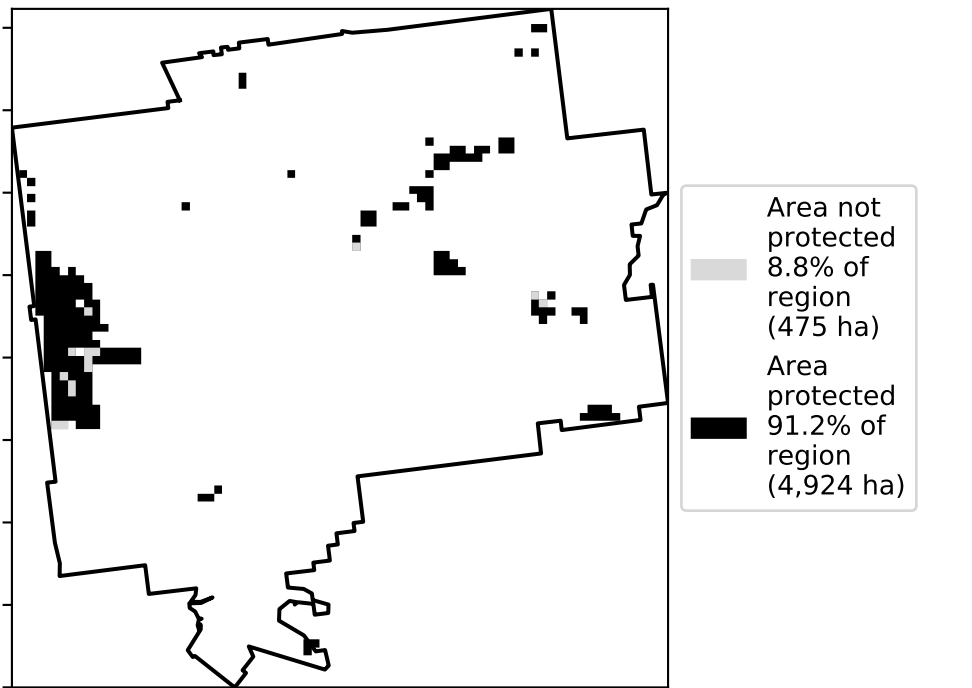 Area not
protected
8.8% of
region
(475 ha)
Area
protected
91.2% of
region
(4,924 ha)